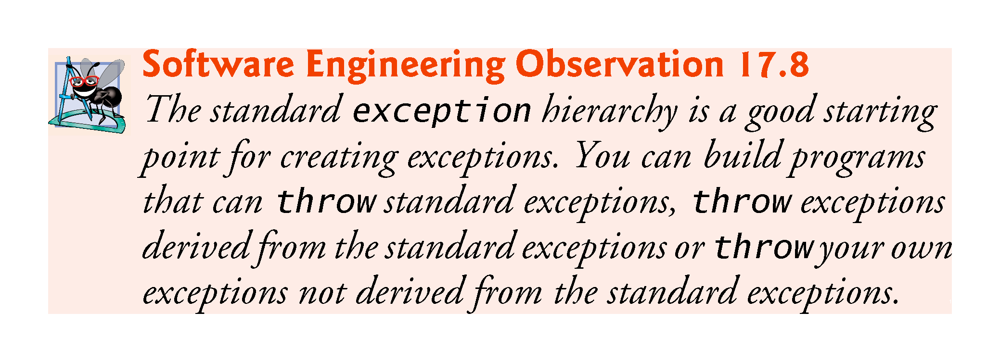 Software Engineering Observation 17.8
The standard exception hierarchy is a good starting
point for creating exceptions. You can build programs
that can throw standard exceptions, throw exceptions
derived from the standard exceptions or throw your own
exceptions not derived from the standard exceptions.